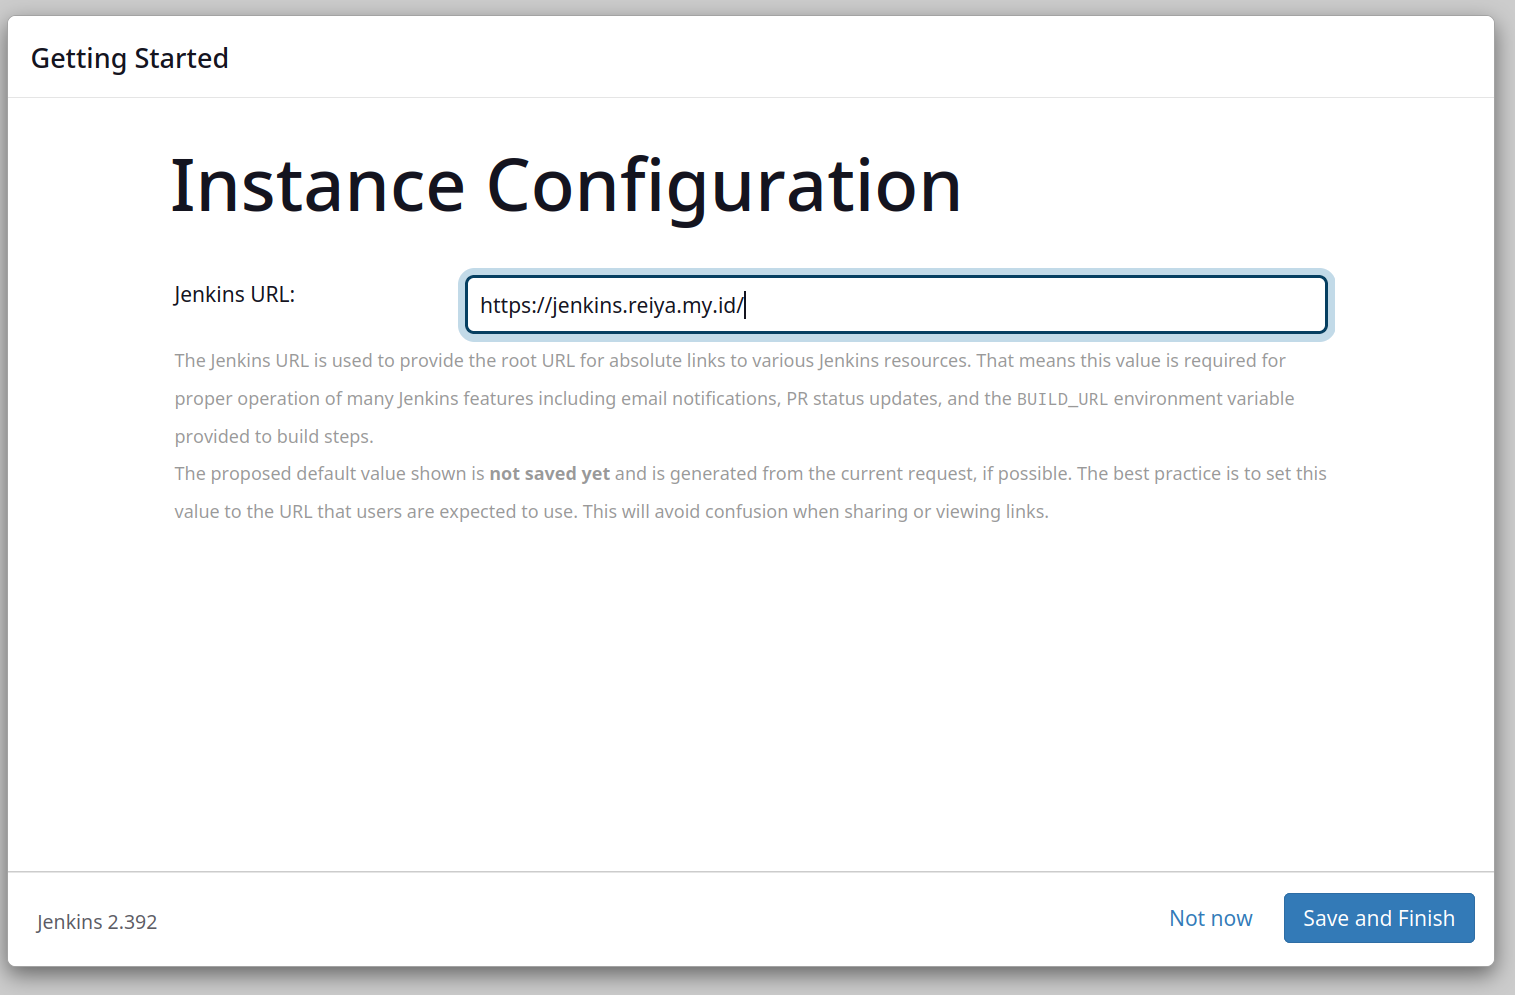 Getting Started
Instance Configuration
Jenkins URL:
https://jenkins.reiya.my.id/
The Jenkins URL is used to provide the root URL for absolute links to various Jenkins resources. That means this value is required for
proper operation of many Jenkins features including email notifications, PR status updates, and the BUILD_URL environment variable
provided to build steps.
The proposed default value shown is not saved yet and is generated from the current request, if possible. The best practice is to set this
value to the URL that users are expected to use. This will avoid confusion when sharing or viewing links.
Jenkins 2.392
Not now
Save and Finish